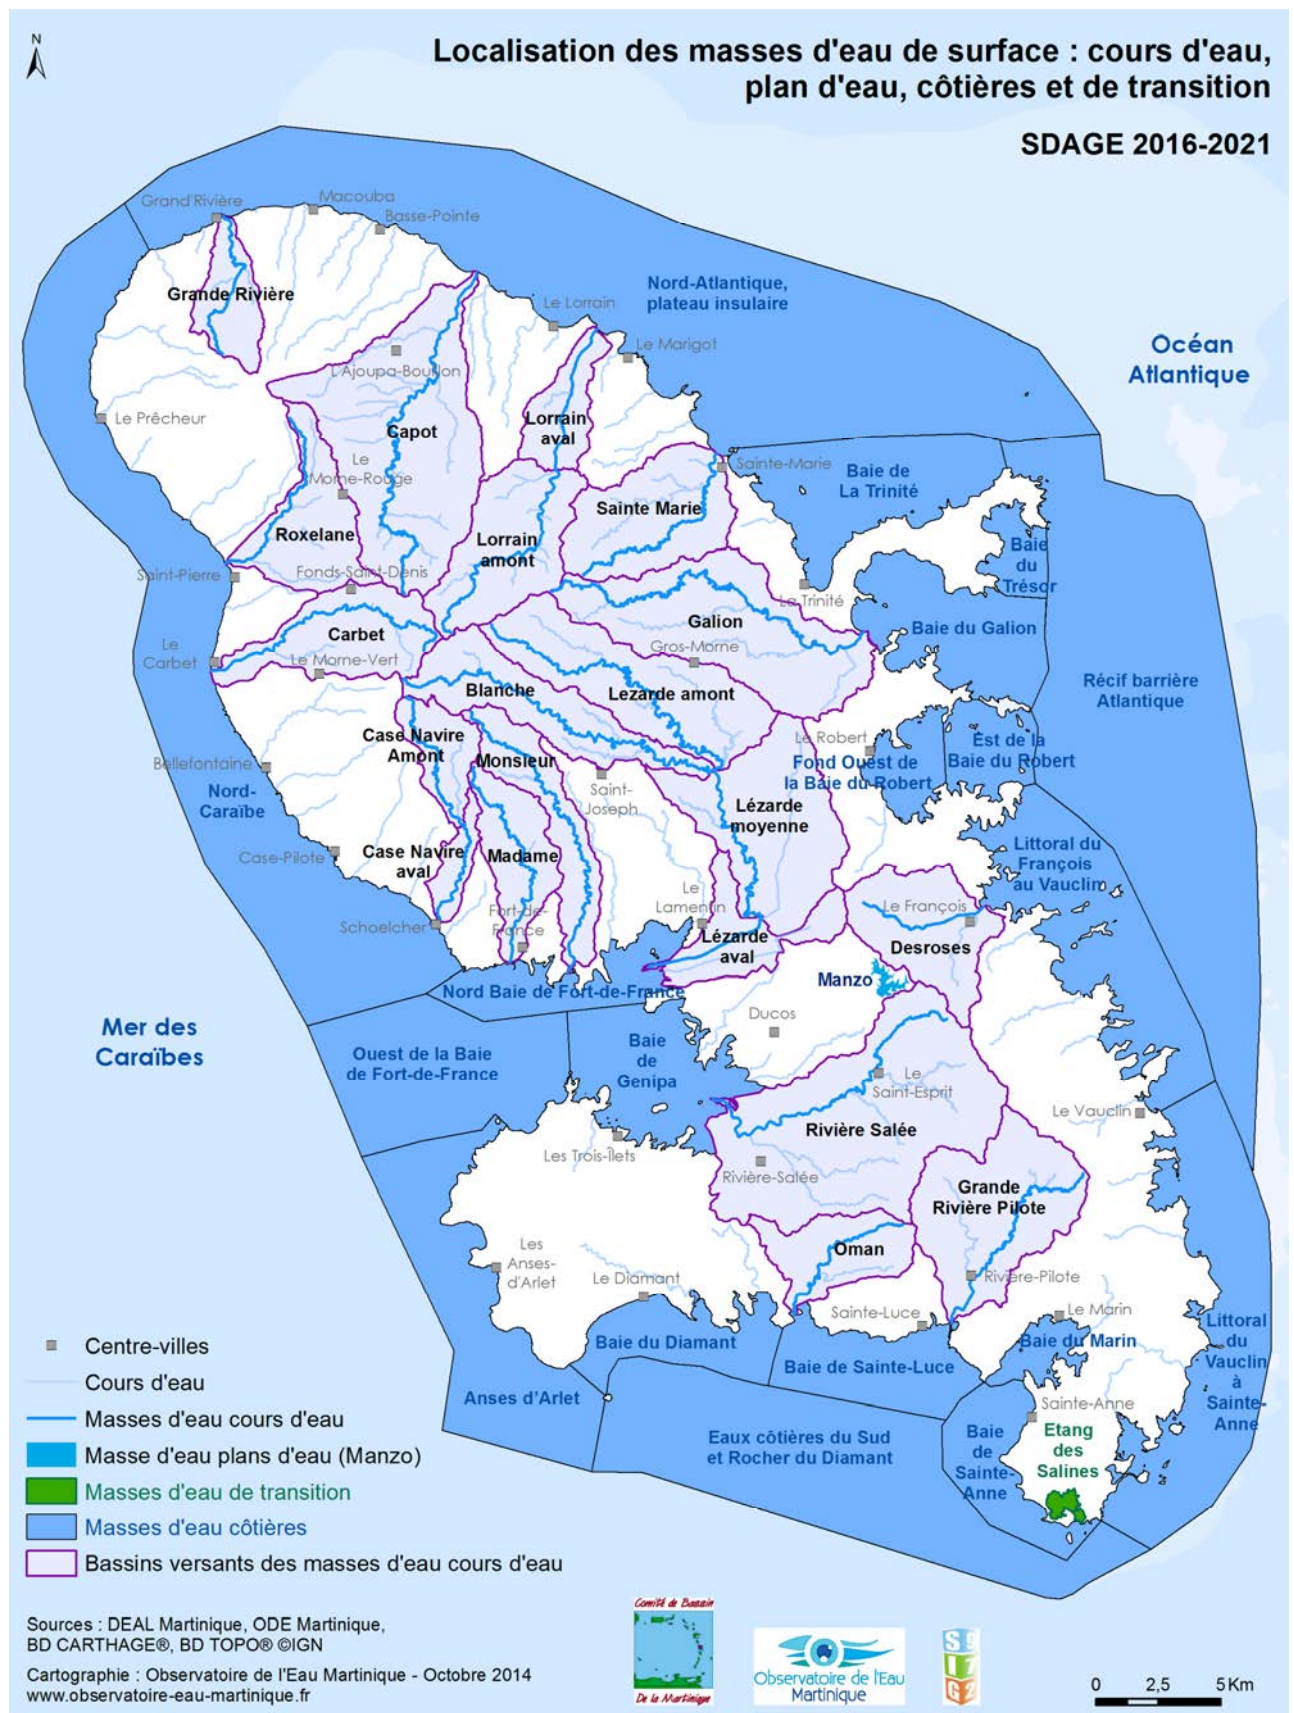 N
Localisation des masses d'eau de surface : cours d'eau,
plan d'eau, côtières et de transition
SDAGE 2016-2021
Grand'Rivière
Macouba
Basse-Pointe
Grande Rivière
Nord-Atlantique,
plateau insulaire
Le Lorrain
Le Marigot
Océan
Atlantique
L'Ajoupa-Bouillon
Le Prêcheur
Capot
Lorrain
aval
Le
Morne-Rouge
Sainte-Marie
Baie de
La Trinité
Sainte Marie
Roxelane
Lorrain
amont
Baie
du
Trésor
Saint-Pierre
Fonds-Saint-Denis
La Trinité
Carbet
Galion
Baie du Galion
Le
Carbet
Le Morne-Vert
Gros-Morne
Blanche
Lezarde amont
Récif barrière
Atlantique
Case Navire
Amont
Monsieur
Le Robert
Fond Ouest de
la Baie du Robert
Est de la
Baie du Robert
Bellefontaine
Nord-
Caraïbe
Saint-
Joseph
Lézarde
moyenne
Case-Pilote
Case Navire
aval
Madame
Littoral du
François
au Vauclin
Le
Lamentin
Le François
Schoelcher
Fort-de-
France
Lézarde
aval
Desroses
Manzo
Nord Baie de Fort-de-France
Ducos
Mer des
Caraïbes
Ouest de la Baie
de Fort-de-France
Baie
de
Genipa
Le
Saint-Esprit
Le Vauclin
Rivière Salée
Les Trois-Îlets
Rivière-Salée
Grande
Rivière Pilote
Les
Anses-
d'Arlet
Oman
Le Diamant
Rivière-Pilote
Sainte-Luce
Le Marin
Baie du Diamant
Baie du Marin
Littoral
du
Vauclin
à
Sainte-
Anne
Baie de Sainte-Luce
Anses d'Arlet
Sainte-Anne
Eaux côtières du Sud
et Rocher du Diamant
Baie
de
Sainte-
Anne
Etang
des
Salines
Centre-villes
Cours d'eau
Masses d'eau cours d'eau
Masse d'eau plans d'eau (Manzo)
Masses d'eau de transition
Masses d'eau côtières
Bassins versants des masses d'eau cours d'eau
Sources : DEAL Martinique, ODE Martinique,
BD CARTHAGE®, BD TOPO® ©IGN
Cartographie : Observatoire de l'Eau Martinique - Octobre 2014
www.observatoire-eau-martinique.fr
Comité de Bassin
De la Martinique
Observatoire de l'Eau
Martinique
S 9
I 7
G 2
0 2,5 5 Km